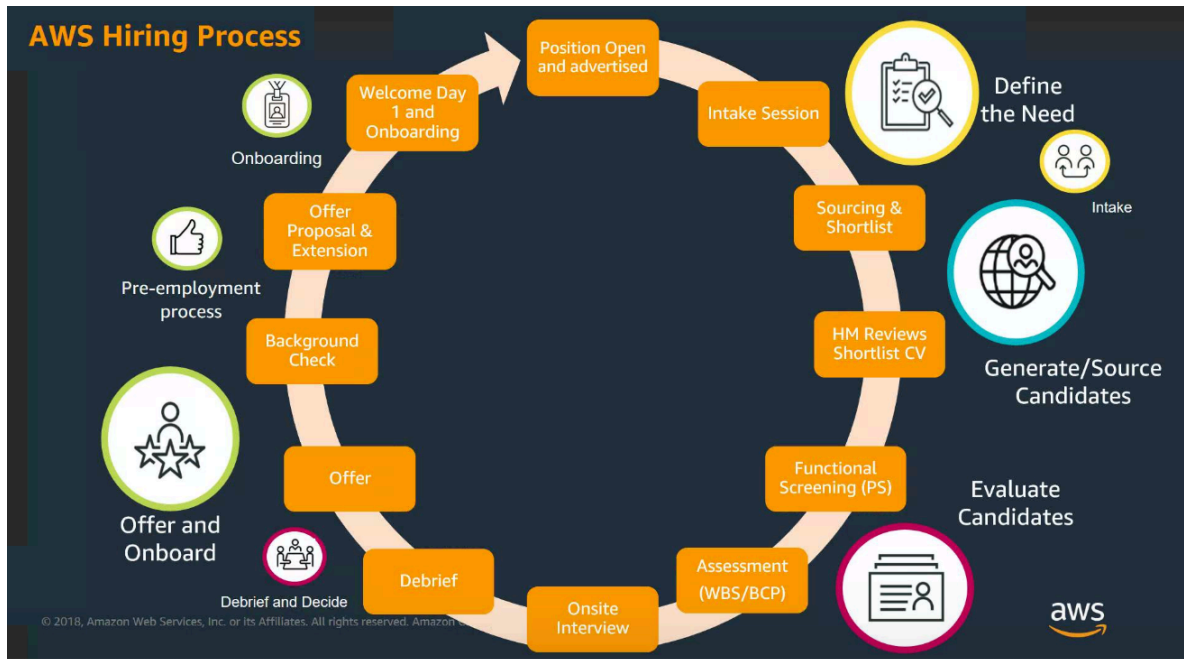 AWS Hiring Process
Position Open
and advertised
Intake Session
Define
the Need
Intake
Sourcing &
Shortlist
HM Reviews
Shortlist CV
Generate/Source
Candidates
Functional
Screening (PS)
Evaluate
Candidates
Assessment
(WBS/BCP)
Onsite
Interview
Debrief
Debrief and Decide
Offer
Offer and
Onboard
Background
Check
Pre-employment
process
Offer
Proposal &
Extension
Onboarding
Welcome Day
1 and
Onboarding
© 2018, Amazon Web Services, Inc. or its Affiliates. All rights reserved. Amazon
aws